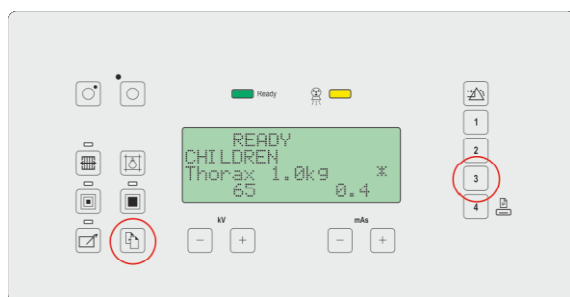 Ready
1
READY
CHILDREN
Thorax 1.0kg
65 0.4
2
3
4
kV
mAs
- +
- +